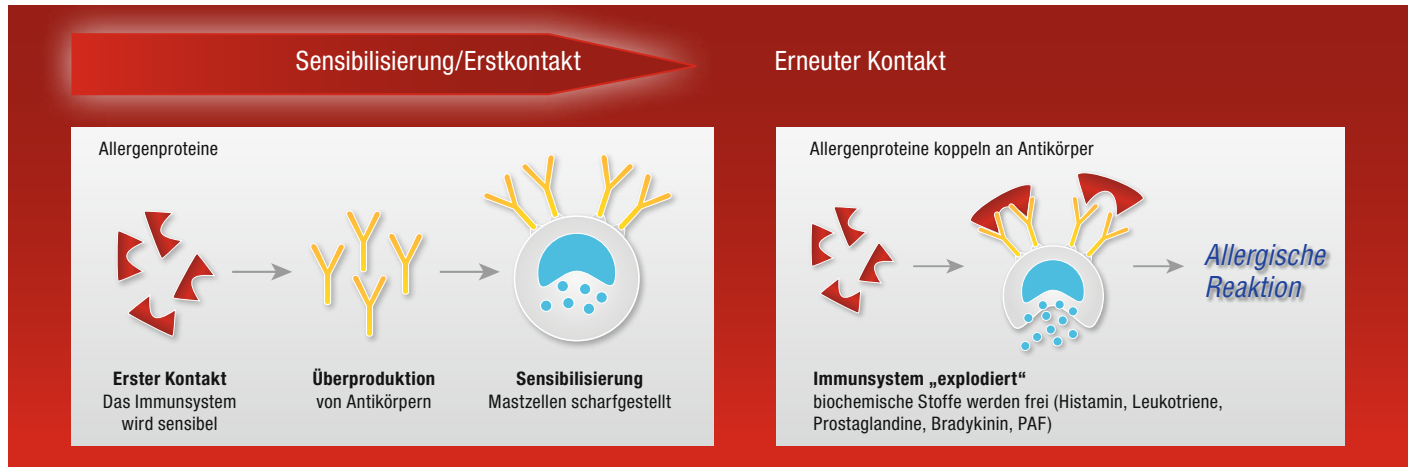 Sensibilisierung/Erstkontakt
Erneuter Kontakt
Allergenproteine
Erster Kontakt
Das Immunsystem
wird sensibel
Überproduktion
von Antikörpern
Sensibilisierung
Mastzellen scharfgestellt
Allergenproteine koppeln an Antikörper
Allergische
Reaktion
Immunsystem „explodiert“
biochemische Stoffe werden frei (Histamin, Leukotriene,
Prostaglandine, Bradykinin, PAF)